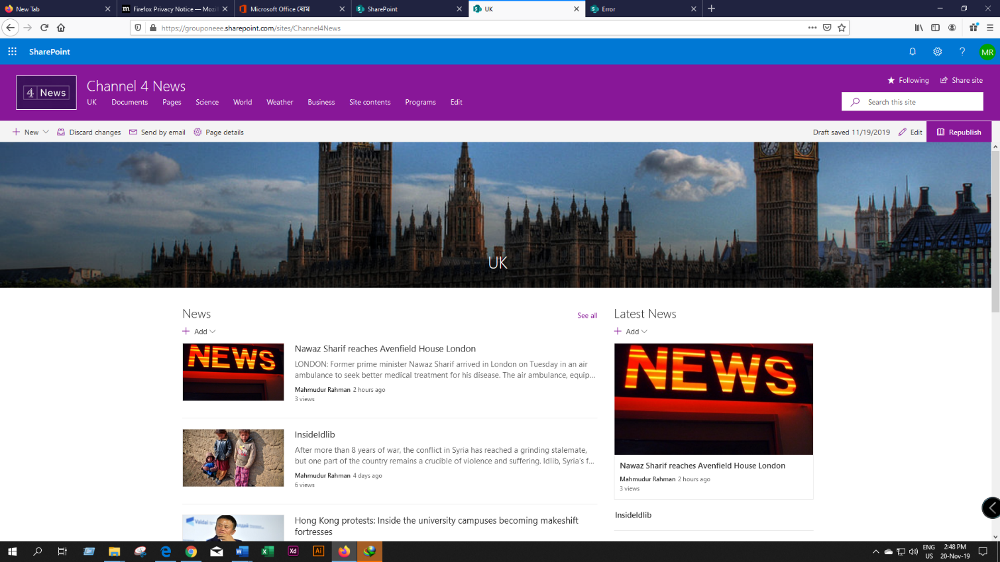 New Tab
Firefox Privacy Notice — Mozil
Microsoft Office হোম
SharePoint
UK
Error
https://grouponeee.sharepoint.com/sites/Channel4News
SharePoint
MR
4 News
Channel 4 News
Following
Share site
UK Documents Pages Science World Weather Business Site contents Programs Edit
Search this site
New Discard changes Send by email Page details
Draft saved 11/19/2019 Edit Republish
UK
News
See all
Add
NEWS
Nawaz Sharif reaches Avenfield House London
LONDON: Former prime minister Nawaz Sharif arrived in London on Tuesday in an air
ambulance to seek better medical treatment for his disease. The air ambulance, equip...
Mahmudur Rahman 2 hours ago
3 views
InsideIdlib
After more than 8 years of war, the conflict in Syria has reached a grinding stalemate,
but one part of the country remains a crucible of violence and suffering. Idlib, Syria's f...
Mahmudur Rahman 4 days ago
6 views
Valdai
Hong Kong protests: Inside the university campuses becoming makeshift
fortresses
Latest News
Add
NEWS
Nawaz Sharif reaches Avenfield House London
Mahmudur Rahman 2 hours ago
3 views
InsideIdlib
Xd
Ai
ENG
US
2:48 PM
20-Nov-19